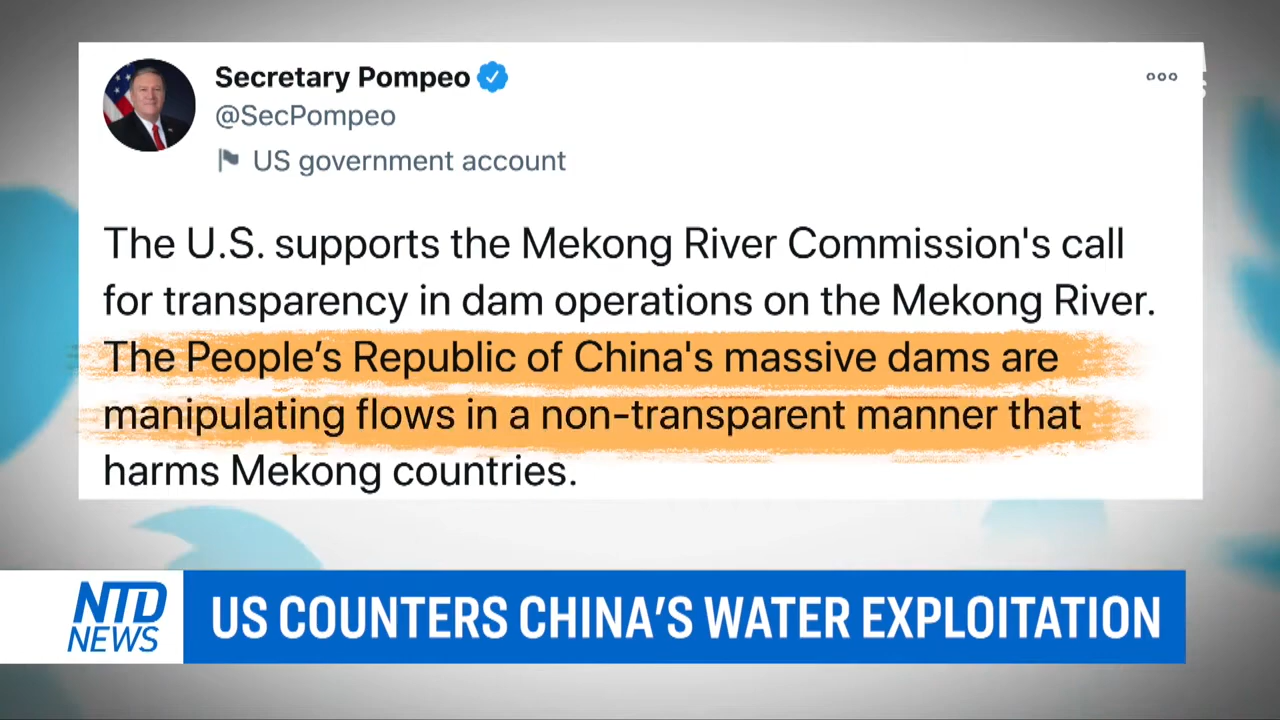 Secretary Pompeo
@SecPompeo
US government account
The U.S. supports the Mekong River Commission's call
for transparency in dam operations on the Mekong River.
The People’s Republic of China's massive dams are
manipulating flows in a non-transparent manner that
harms Mekong countries.
NTD
NEWS
US COUNTERS CHINA’S WATER EXPLOITATION